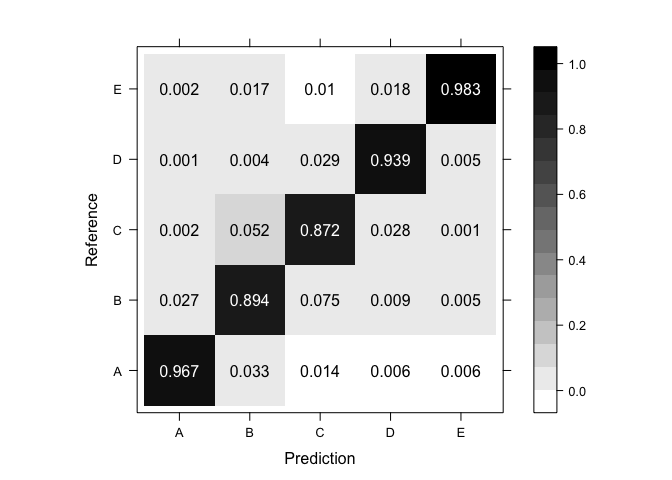 E 0.002 0.017 0.01 0.018 0.983
D 0.001 0.004 0.029 0.939 0.005
C 0.002 0.052 0.872 0.028 0.001
B 0.027 0.894 0.075 0.009 0.005
A 0.967 0.033 0.014 0.006 0.006
A B C D E
Prediction
Reference
1.0
0.8
0.6
0.4
0.2
0.0